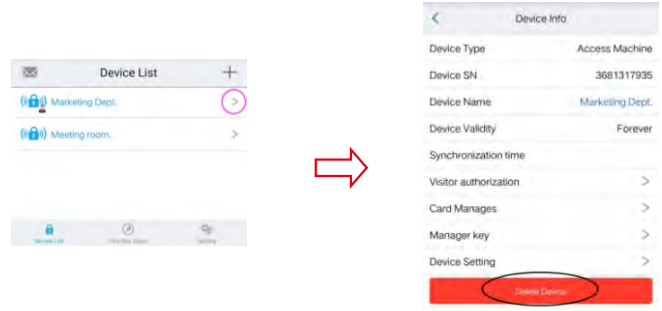 Device List
Marketing Dept.
Meeting room.
Device List
Setting
Device Info
Device Type Access Machine
Device SN 3681317935
Device Name Marketing Dept.
Device Validity Forever
Synchronization time
Visitor authorization
Card Manages
Manager key
Device Setting
Delete Device